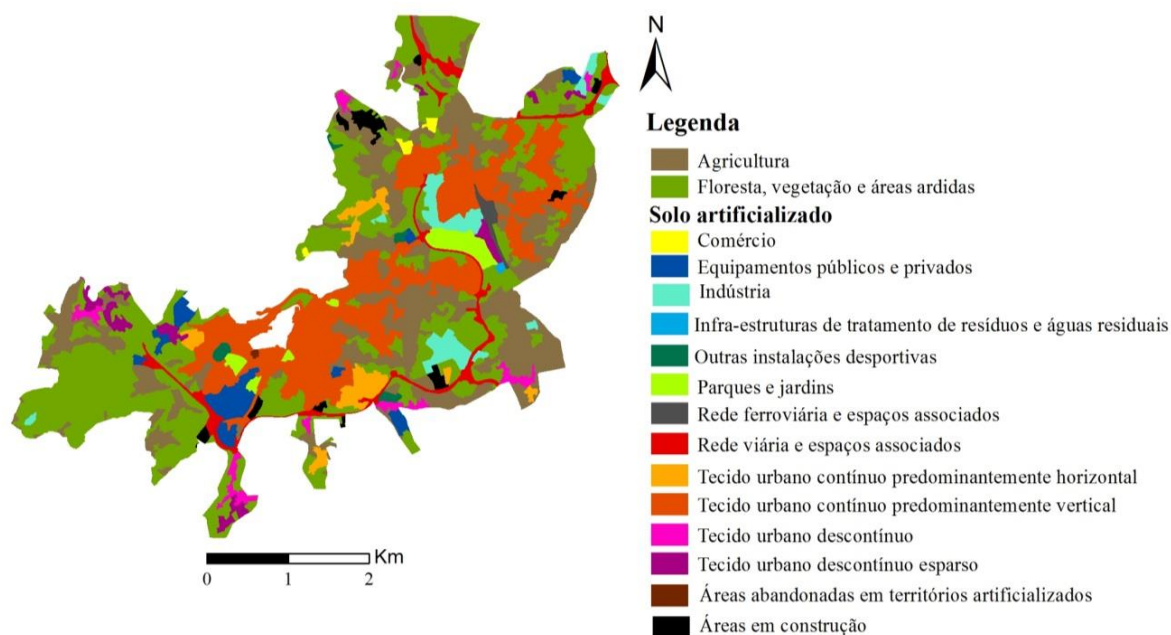 N
Legenda
Agricultura
Floresta, vegetação e áreas ardidas
Solo artificializado
Comércio
Equipamentos públicos e privados
Indústria
Infra-estruturas de tratamento de resíduos e águas residuais
Outras instalações desportivas
Parques e jardins
Rede ferroviária e espaços associados
Rede viária e espaços associados
Tecido urbano contínuo predominantemente horizontal
Tecido urbano contínuo predominantemente vertical
Tecido urbano descontínuo
Tecido urbano descontínuo esparso
Áreas abandonadas em territórios artificializados
Áreas em construção
Km
0 1 2